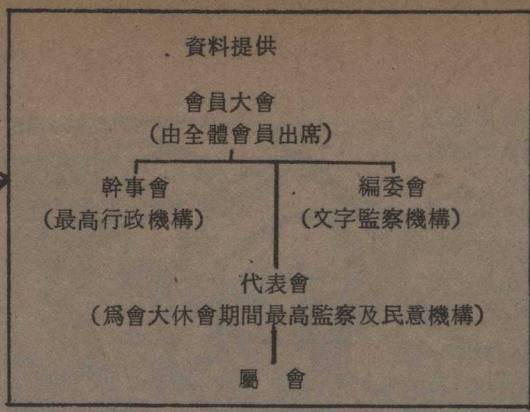 資料提供
會員大會
(由全體會員出席)
幹事會
(最高行政機構)
編委會
(文字監察機構)
代表會
(爲會大休會期間最高監察及民意機構)
屬會